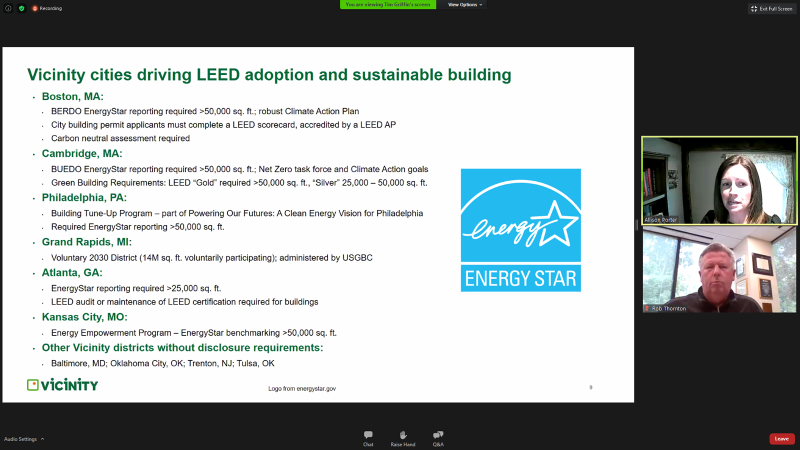 Recording
You are viewing Tim Griffin's screen
View Options
Exit Full Screen
Vicinity cities driving LEED adoption and sustainable building
• Boston, MA:
• BERDO EnergyStar reporting required >50,000 sq. ft.; robust Climate Action Plan
• City building permit applicants must complete a LEED scorecard, accredited by a LEED AP
• Carbon neutral assessment required
• Cambridge, MA:
• BUEDO EnergyStar reporting required >50,000 sq. ft.; Net Zero task force and Climate Action goals
• Green Building Requirements: LEED “Gold” required >50,000 sq. ft., “Silver” 25,000 – 50,000 sq. ft.
• Philadelphia, PA:
• Building Tune-Up Program – part of Powering Our Futures: A Clean Energy Vision for Philadelphia
• Required EnergyStar reporting >50,000 sq. ft.
• Grand Rapids, MI:
• Voluntary 2030 District (14M sq. ft. voluntarily participating); administered by USGBC
• Atlanta, GA:
• EnergyStar reporting required >25,000 sq. ft.
• LEED audit or maintenance of LEED certification required for buildings
• Kansas City, MO:
• Energy Empowerment Program – EnergyStar benchmarking >50,000 sq. ft.
• Other Vicinity districts without disclosure requirements:
• Baltimore, MD; Oklahoma City, OK; Trenton, NJ; Tulsa, OK
energy
ENERGY STAR
VICINITY
Logo from energystar.gov
9
Allison Porter
Rob Thornton
Audio Settings
Chat
Raise Hand
Q&A
Leave